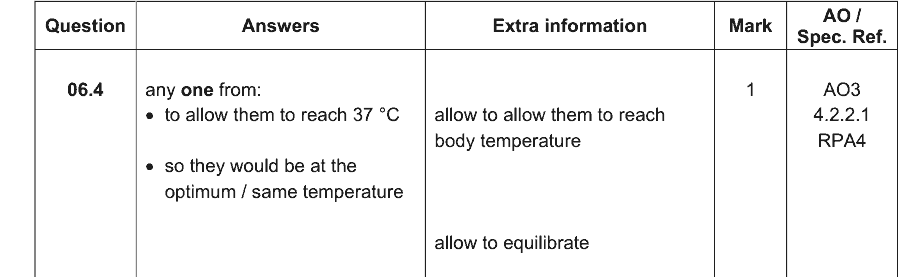 Question Answers Extra information Mark AO /
Spec. Ref.
06.4 any one from: 1 AO3
• to allow them to reach 37 °C allow to allow them to reach 4.2.2.1
body temperature RPA4
• so they would be at the
optimum / same temperature
allow to equilibrate